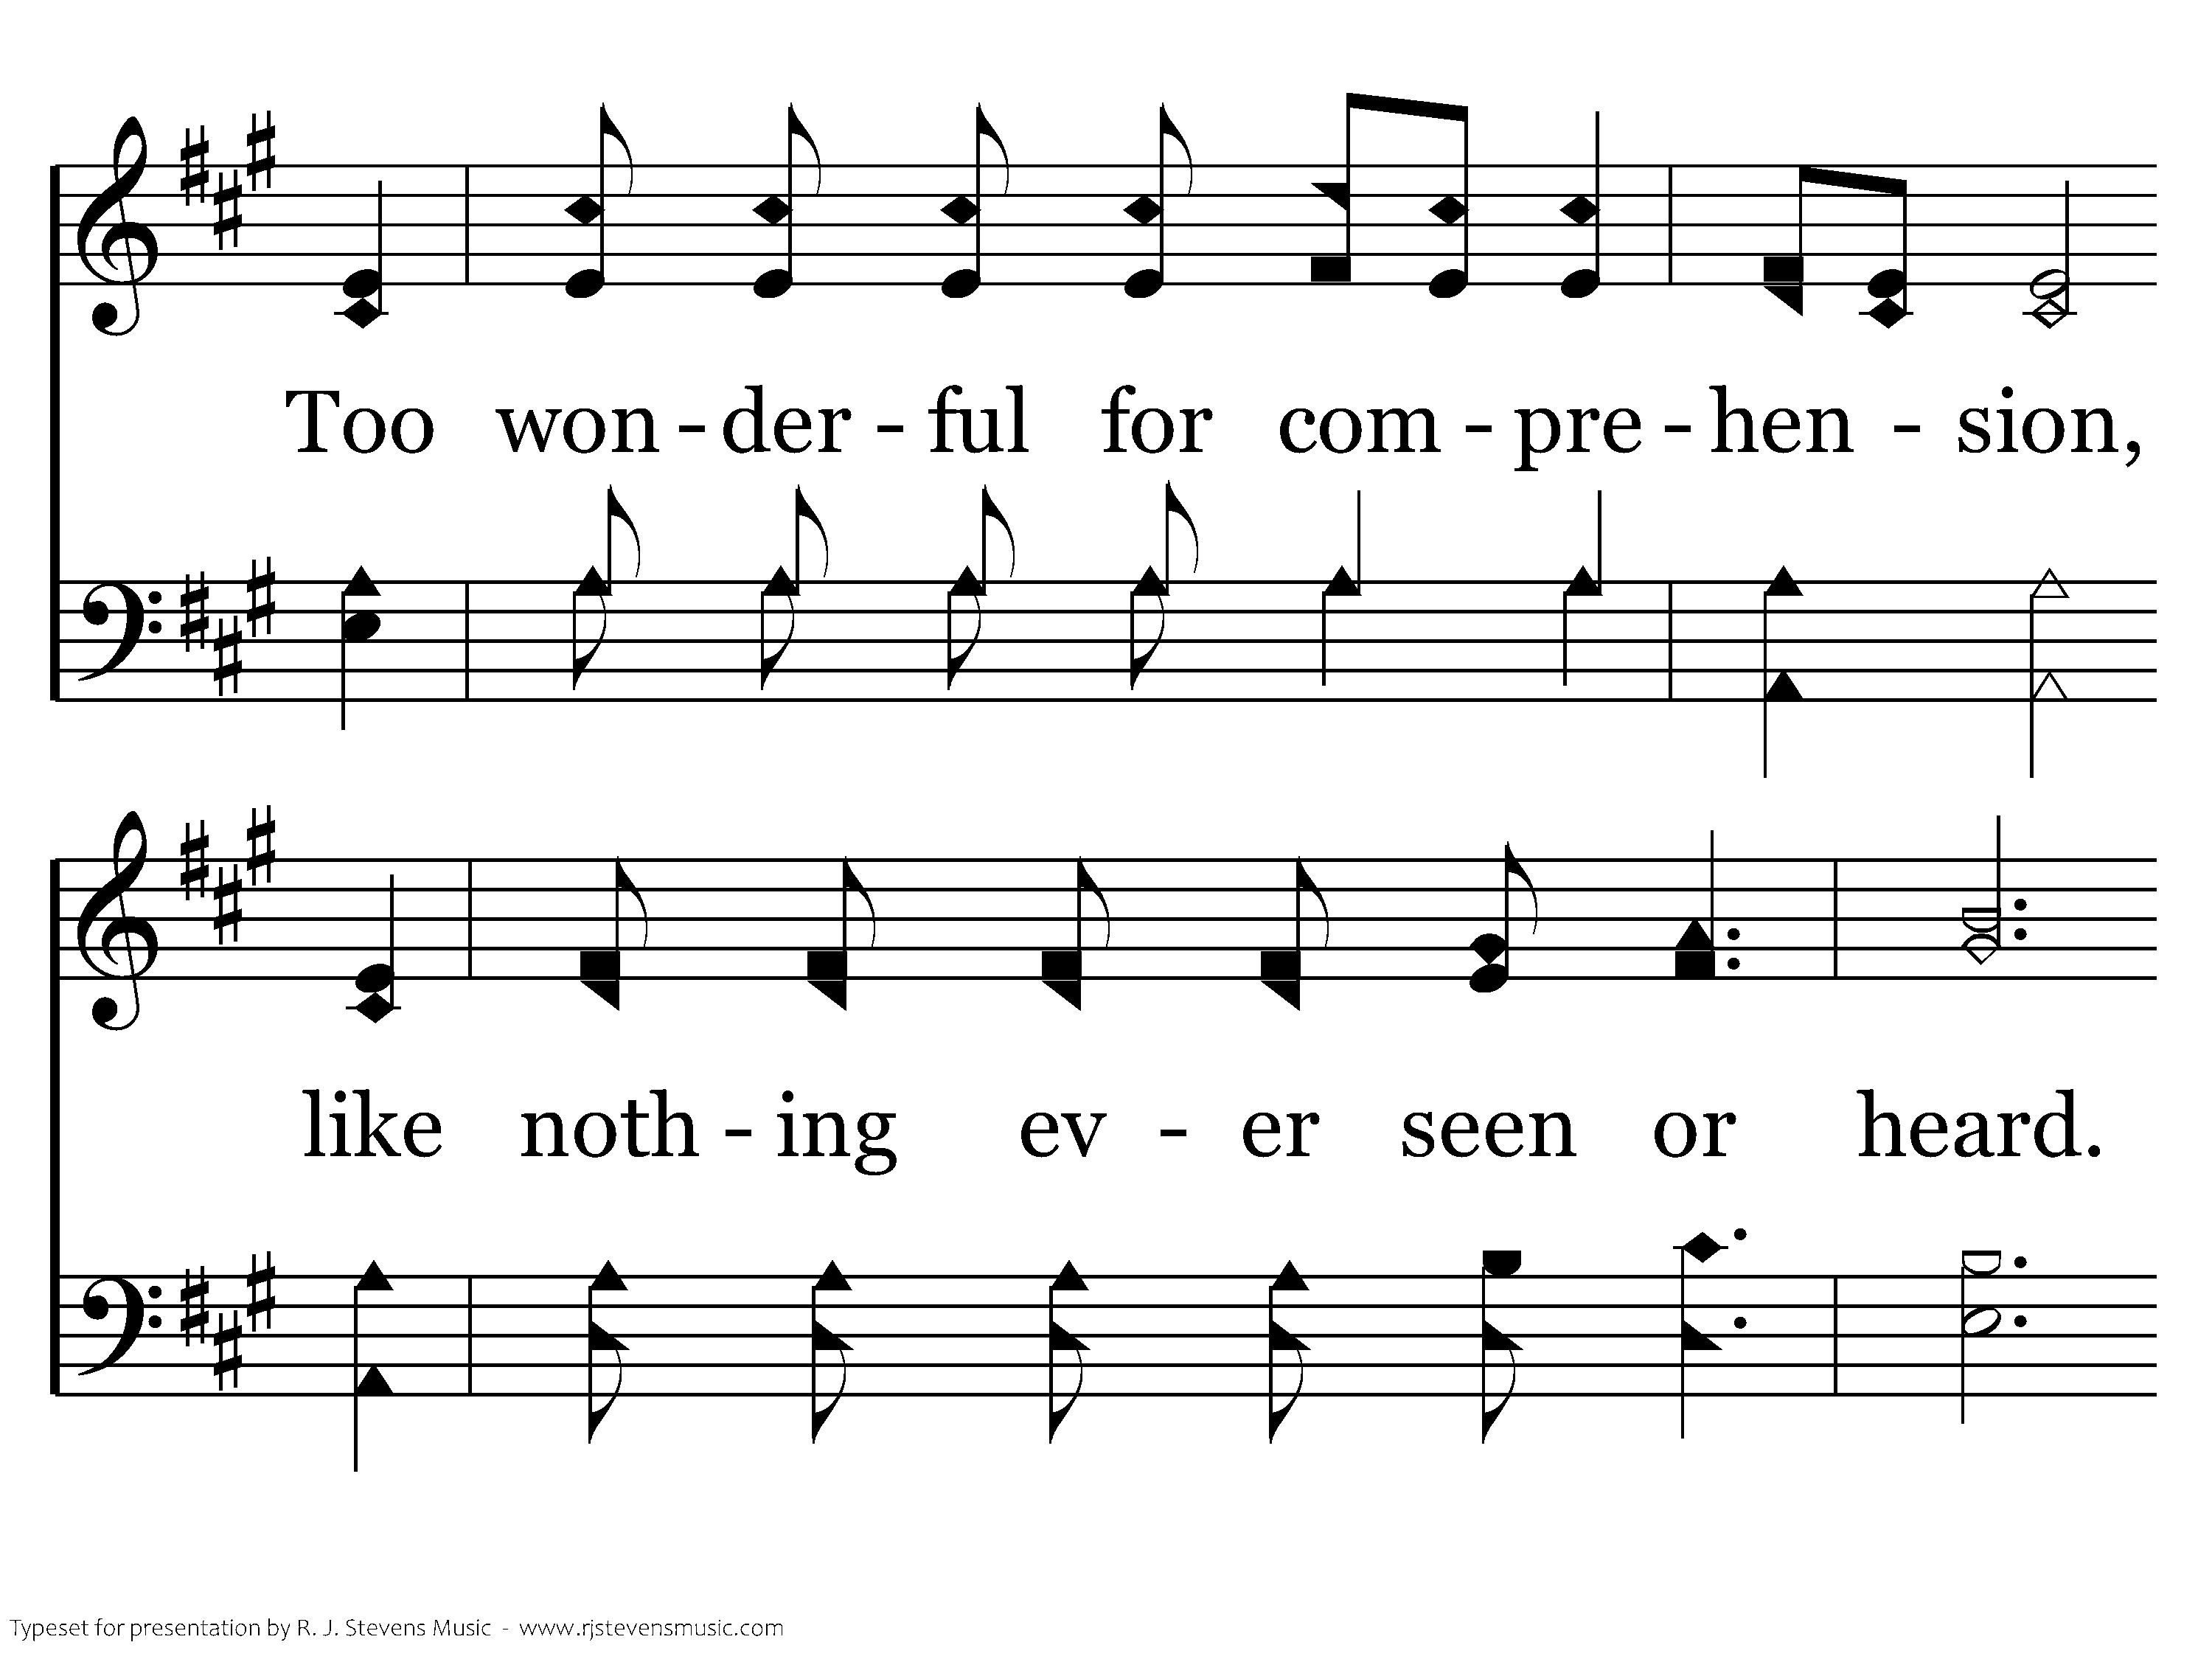 Too won - der - ful for com - pre - hen - sion,
like noth - ing ev - er seen or heard.
Typeset for presentation by R. J. Stevens Music - www.rjstevensmusic.com